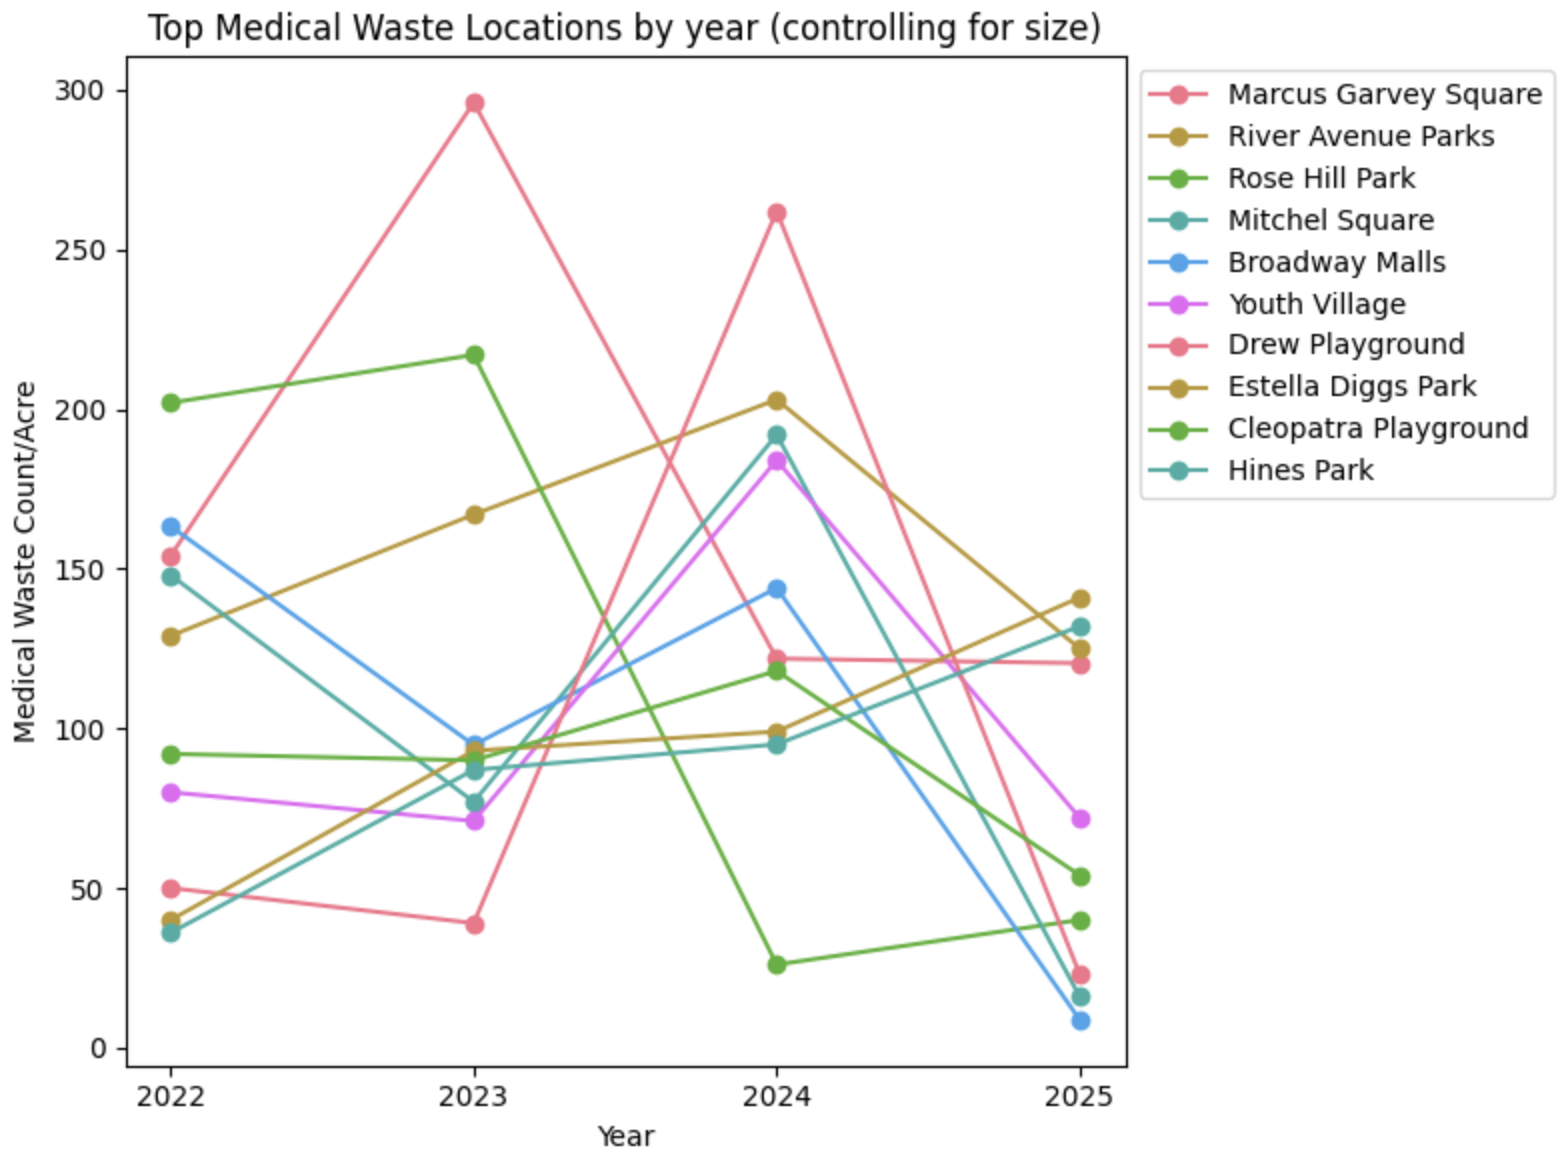 Top Medical Waste Locations by year (controlling for size)
Medical Waste Count/Acre
300
250
200
150
100
50
0
2022
2023
2024
2025
Year
Marcus Garvey Square
River Avenue Parks
Rose Hill Park
Mitchel Square
Broadway Malls
Youth Village
Drew Playground
Estella Diggs Park
Cleopatra Playground
Hines Park